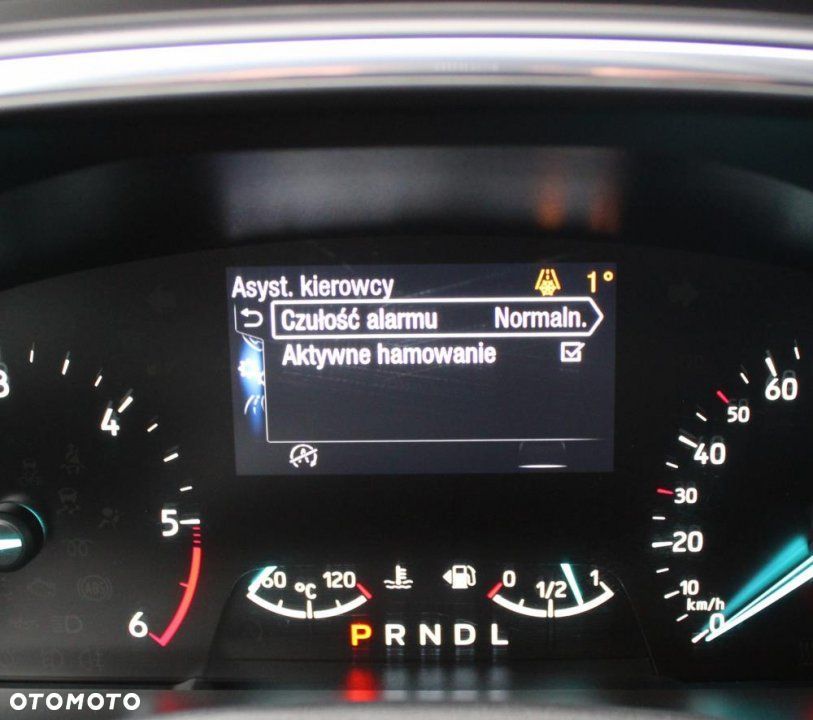 Asyst. kierowcy 1°
Czułość alarmu Normaln.
Aktywne hamowanie
4
5
6
60
50
40
30
20
10
km/h
0
60 °C 120
0 1/2 1
P R N D L
OTOMOTO